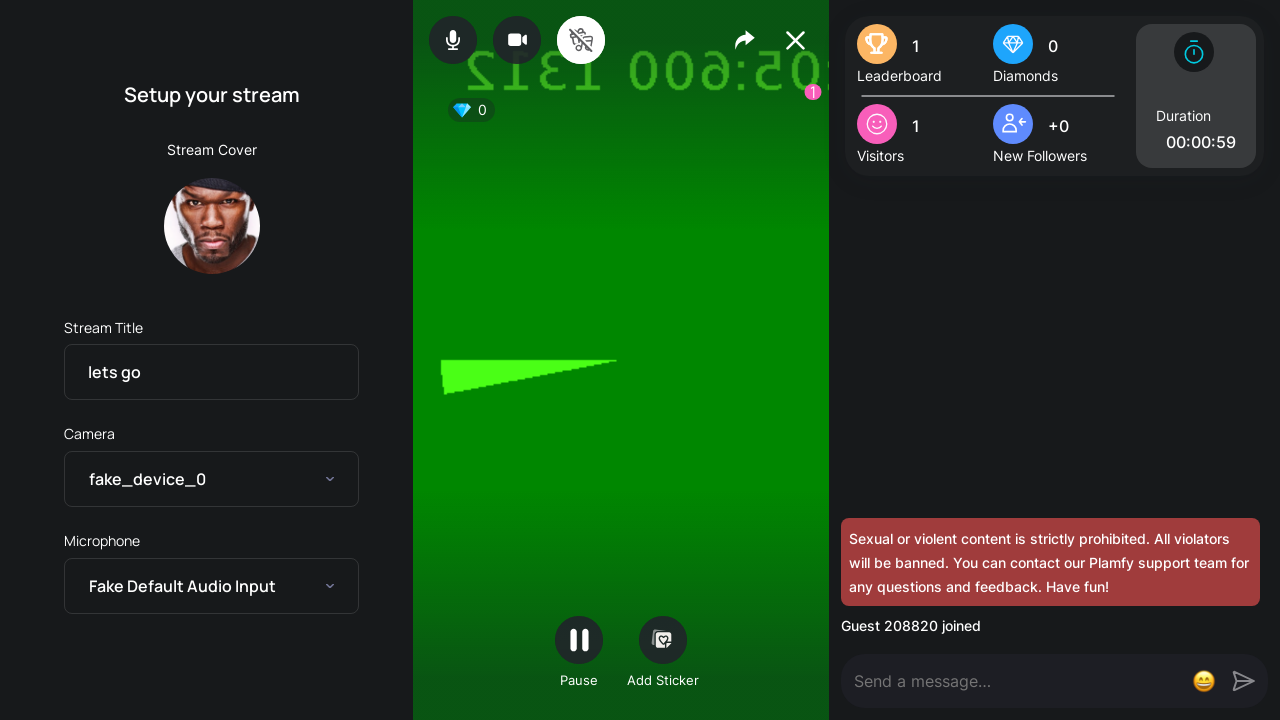 Setup your stream
Stream Cover
Stream Title
lets go
Camera
fake_device_0
Microphone
Fake Default Audio Input
1
0
Pause
Add Sticker
1
Leaderboard
0
Diamonds
1
Visitors
+0
New Followers
Duration
00:00:59
Sexual or violent content is strictly prohibited. All violators
will be banned. You can contact our Plamfy support team for
any questions and feedback. Have fun!
Guest 208820 joined
Send a message...